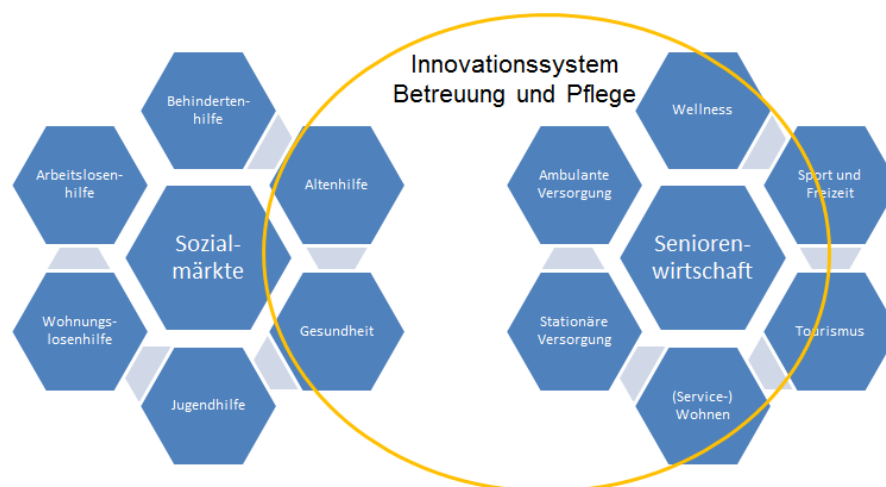 Innovationssystem
Betreuung und Pflege
Behinderten-
hilfe
Arbeitslosen-
hilfe
Altenhilfe
Sozial-
märkte
Wohnungs-
losenhilfe
Gesundheit
Jugendhilfe
Wellness
Ambulante
Versorgung
Sport und
Freizeit
Senioren-
wirtschaft
Stationäre
Versorgung
Tourismus
(Service-)
Wohnen